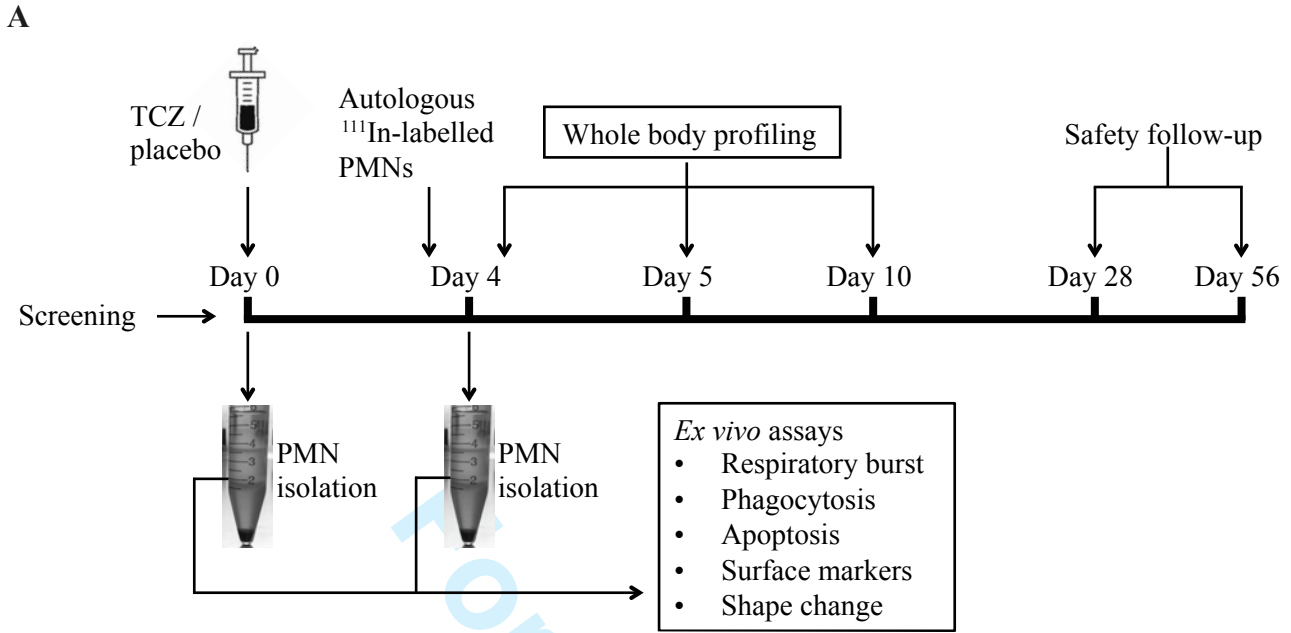 A
TCZ /
placebo
Autologous
¹¹¹In-labelled
PMNs
Whole body profiling
Safety follow-up
Day 0
Day 4
Day 5
Day 10
Day 28
Day 56
Screening
PMN
isolation
PMN
isolation
Ex vivo assays
• Respiratory burst
• Phagocytosis
• Apoptosis
• Surface markers
• Shape change
For